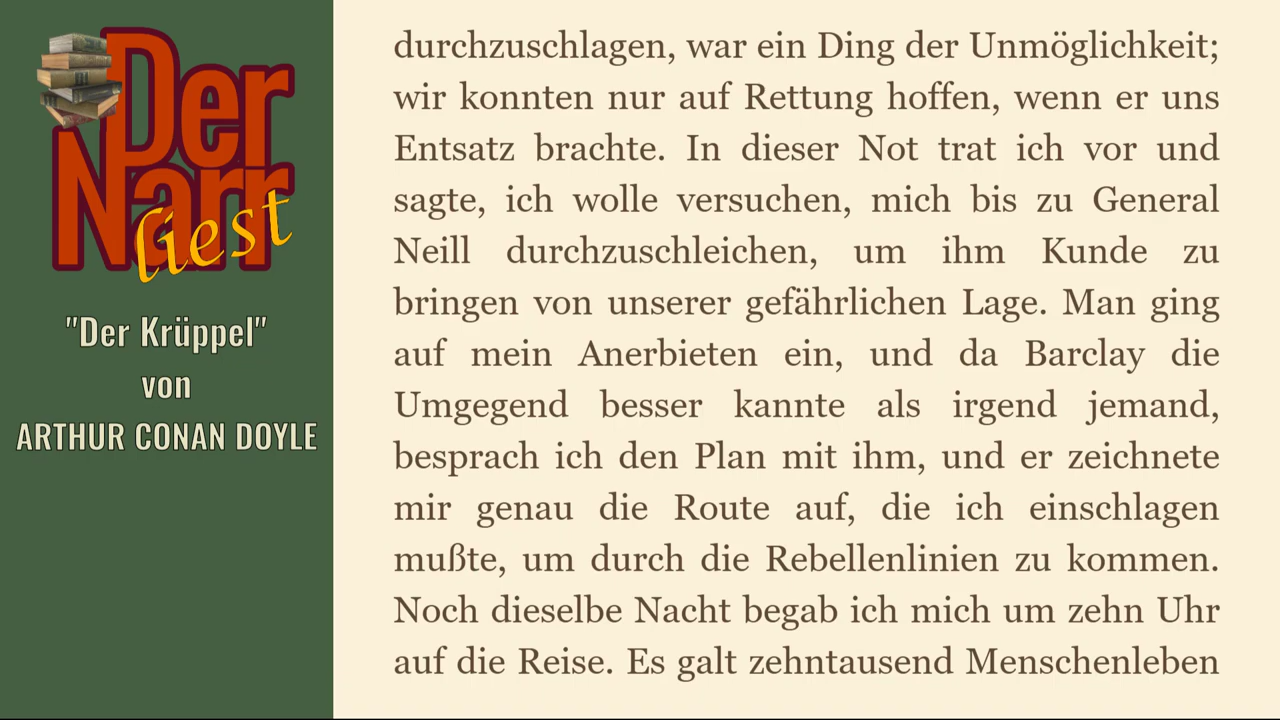 Der
Narr
liest
"Der Krüppel"
von
ARTHUR CONAN DOYLE
durchzuschlagen, war ein Ding der Unmöglichkeit;
wir konnten nur auf Rettung hoffen, wenn er uns
Entsatz brachte. In dieser Not trat ich vor und
sagte, ich wolle versuchen, mich bis zu General
Neill durchzuschleichen, um ihm Kunde zu
bringen von unserer gefährlichen Lage. Man ging
auf mein Anerbieten ein, und da Barclay die
Umgegend besser kannte als irgend jemand,
besprach ich den Plan mit ihm, und er zeichnete
mir genau die Route auf, die ich einschlagen
mußte, um durch die Rebellenlinien zu kommen.
Noch dieselbe Nacht begab ich mich um zehn Uhr
auf die Reise. Es galt zehntausend Menschenleben